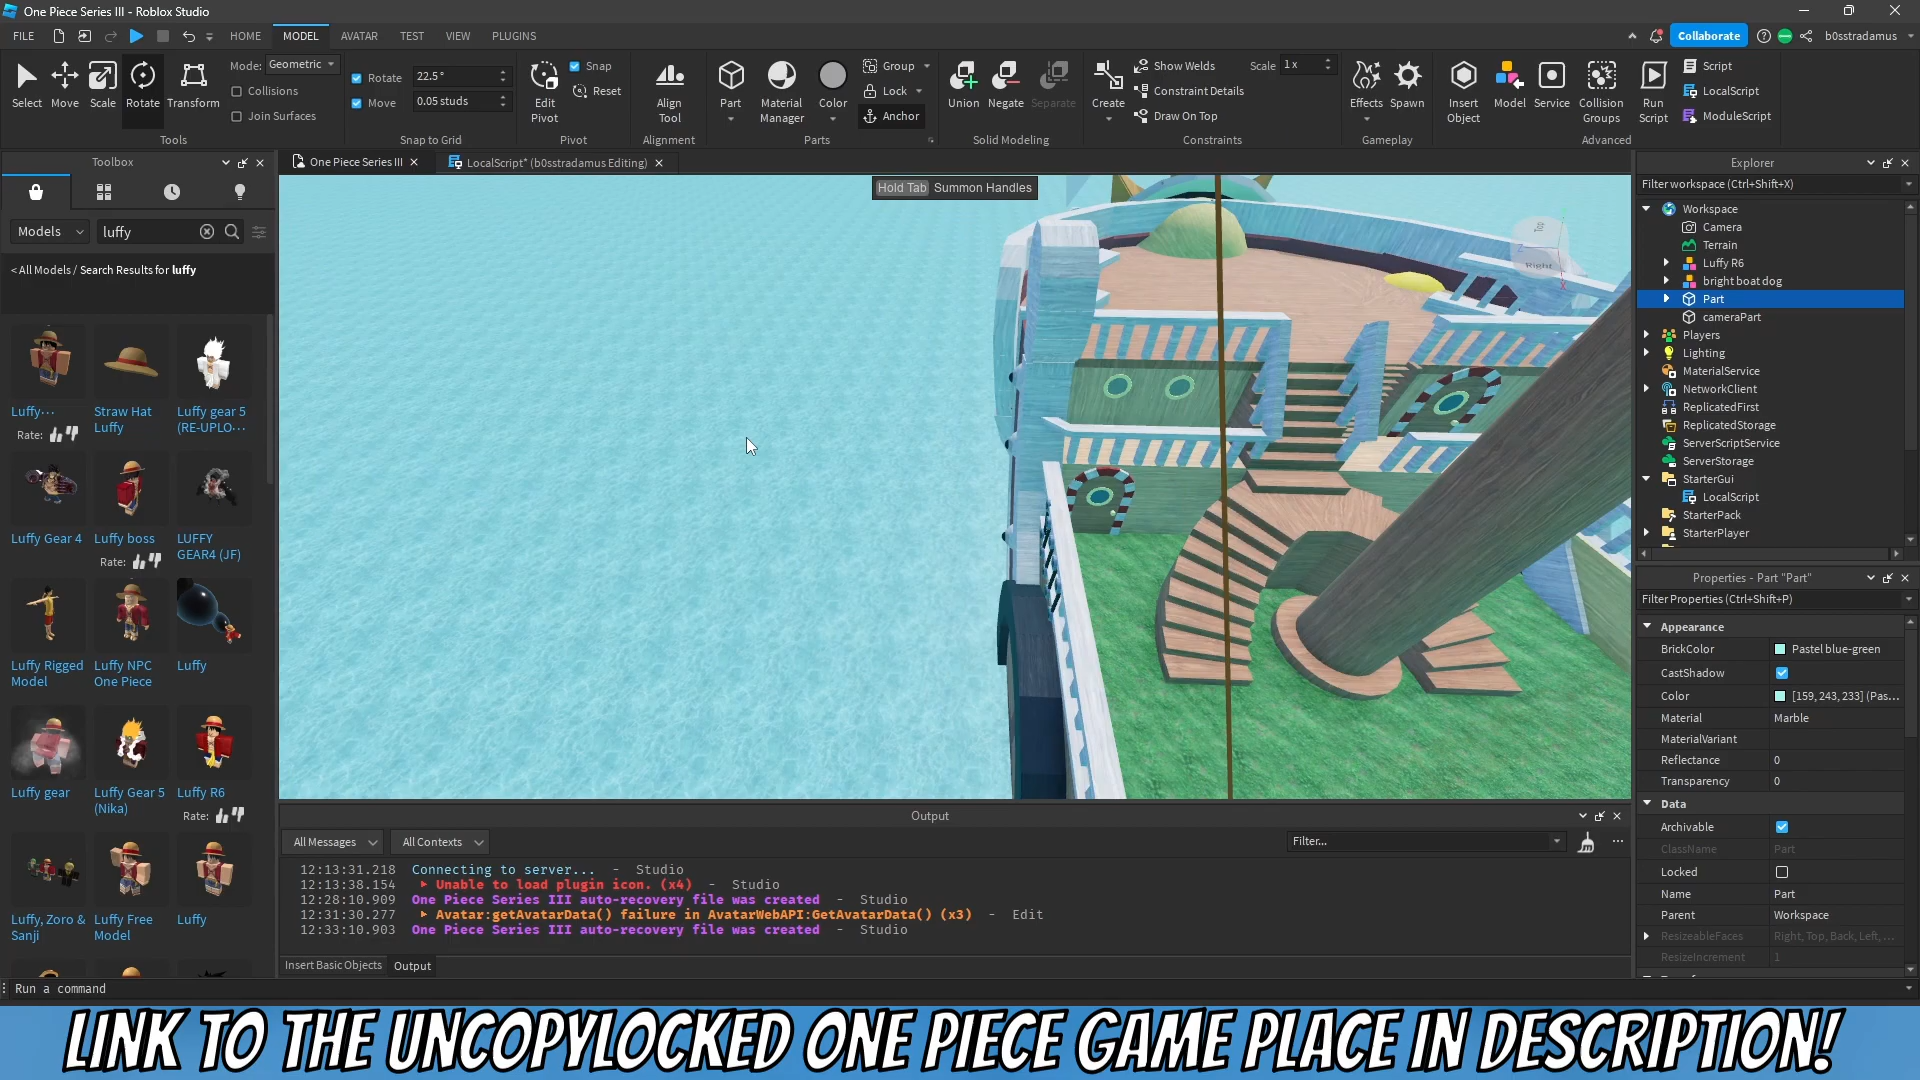 One Piece Series III - Roblox Studio
FILE
HOME
MODEL
AVATAR
TEST
VIEW
PLUGINS
Collaborate
b0sstradamus
Select
Move
Scale
Rotate
Transform
Mode: Geometric
Collisions
Join Surfaces
Tools
Rotate 22.5 °
Move 0.05 studs
Snap to Grid
Edit Pivot
Snap
Reset
Pivot
Align Tool
Alignment
Part
Material Manager
Color
Group
Lock
Anchor
Parts
Union
Negate
Separate
Solid Modeling
Create
Show Welds
Scale 1 x
Constraint Details
Draw On Top
Constraints
Effects
Spawn
Gameplay
Insert Object
Model
Service
Collision Groups
Run Script
Script
LocalScript
ModuleScript
Advanced
Toolbox
Models
luffy
< All Models / Search Results for luffy
Luffy...
Rate:
Straw Hat Luffy
Luffy gear 5 (RE-UPLO...
Luffy Gear 4
Luffy boss
Rate:
LUFFY GEAR4 (JF)
Luffy Rigged Model
Luffy NPC One Piece
Luffy
Luffy gear
Luffy Gear 5 (Nika)
Luffy R6
Rate:
Luffy, Zoro & Sanji
Luffy Free Model
Luffy
One Piece Series III
LocalScript* (b0sstradamus Editing)
Hold Tab Summon Handles
Top
Right
Output
All Messages
All Contexts
Filter...
12:13:31.218 Connecting to server... - Studio
12:13:38.154 Unable to load plugin icon. (x4) - Studio
12:28:10.909 One Piece Series III auto-recovery file was created - Studio
12:31:30.277 Avatar:getAvatarData() failure in AvatarWebAPI:GetAvatarData() (x3) - Edit
12:33:10.903 One Piece Series III auto-recovery file was created - Studio
Insert Basic Objects
Output
Run a command
Explorer
Filter workspace (Ctrl+Shift+X)
Workspace
Camera
Terrain
Luffy R6
bright boat dog
Part
cameraPart
Players
Lighting
MaterialService
NetworkClient
ReplicatedFirst
ReplicatedStorage
ServerScriptService
ServerStorage
StarterGui
LocalScript
StarterPack
StarterPlayer
Properties - Part "Part"
Filter Properties (Ctrl+Shift+P)
Appearance
BrickColor Pastel blue-green
CastShadow
Color [159, 243, 233] (Pas...
Material Marble
MaterialVariant
Reflectance 0
Transparency 0
Data
Archivable
ClassName Part
Locked
Name Part
Parent Workspace
ResizeableFaces Right, Top, Back, Left, ...
ResizeIncrement 1
LINK TO THE UNCOPYLOCKED ONE PIECE GAME PLACE IN DESCRIPTION!